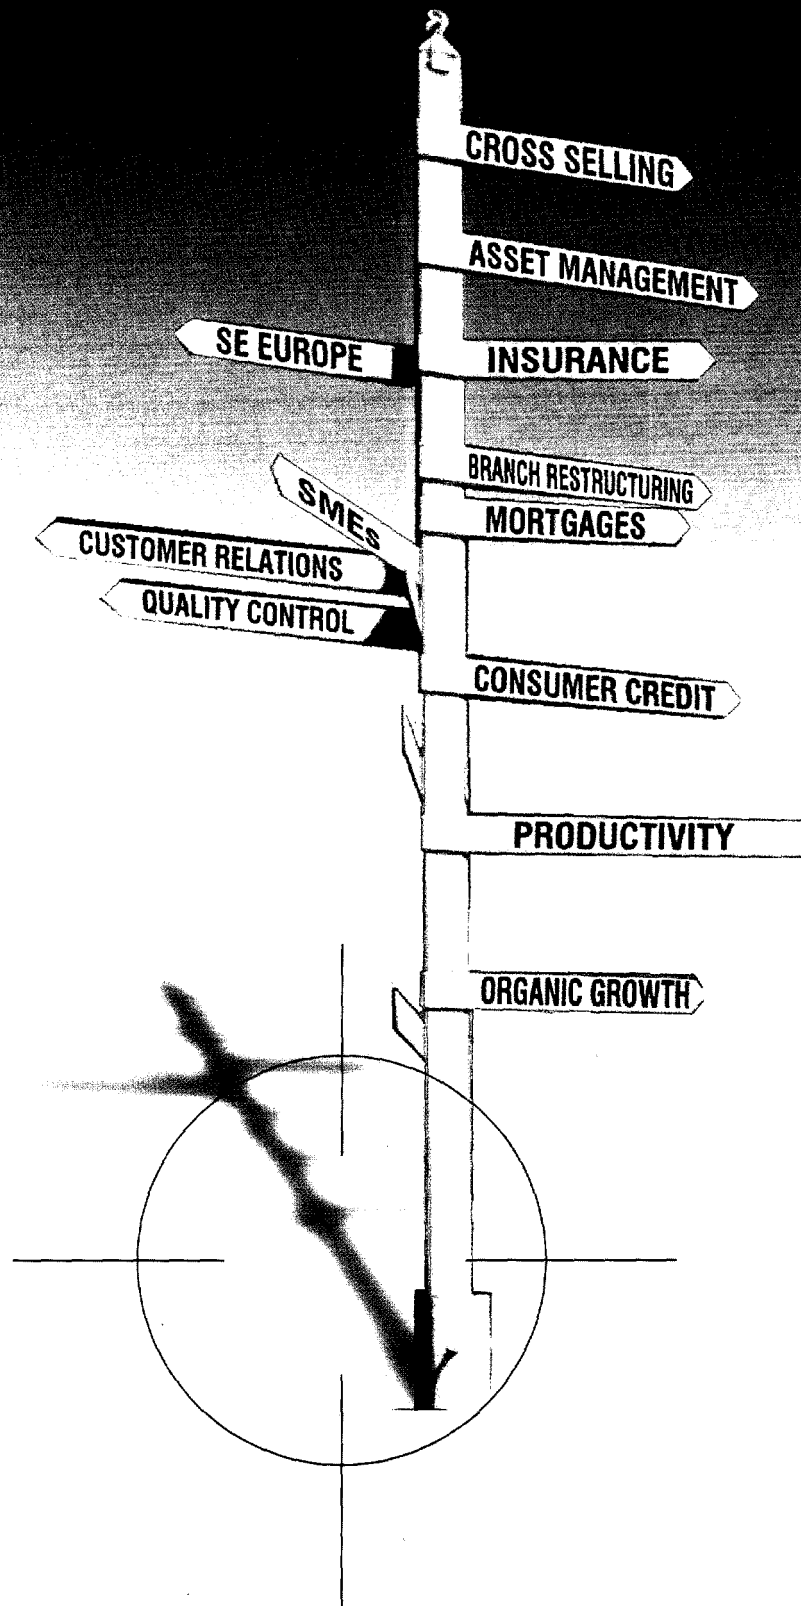 CROSS SELLING
ASSET MANAGEMENT
SE EUROPE
INSURANCE
BRANCH RESTRUCTURING
SMEs
MORTGAGES
CUSTOMER RELATIONS
QUALITY CONTROL
CONSUMER CREDIT
PRODUCTIVITY
ORGANIC GROWTH